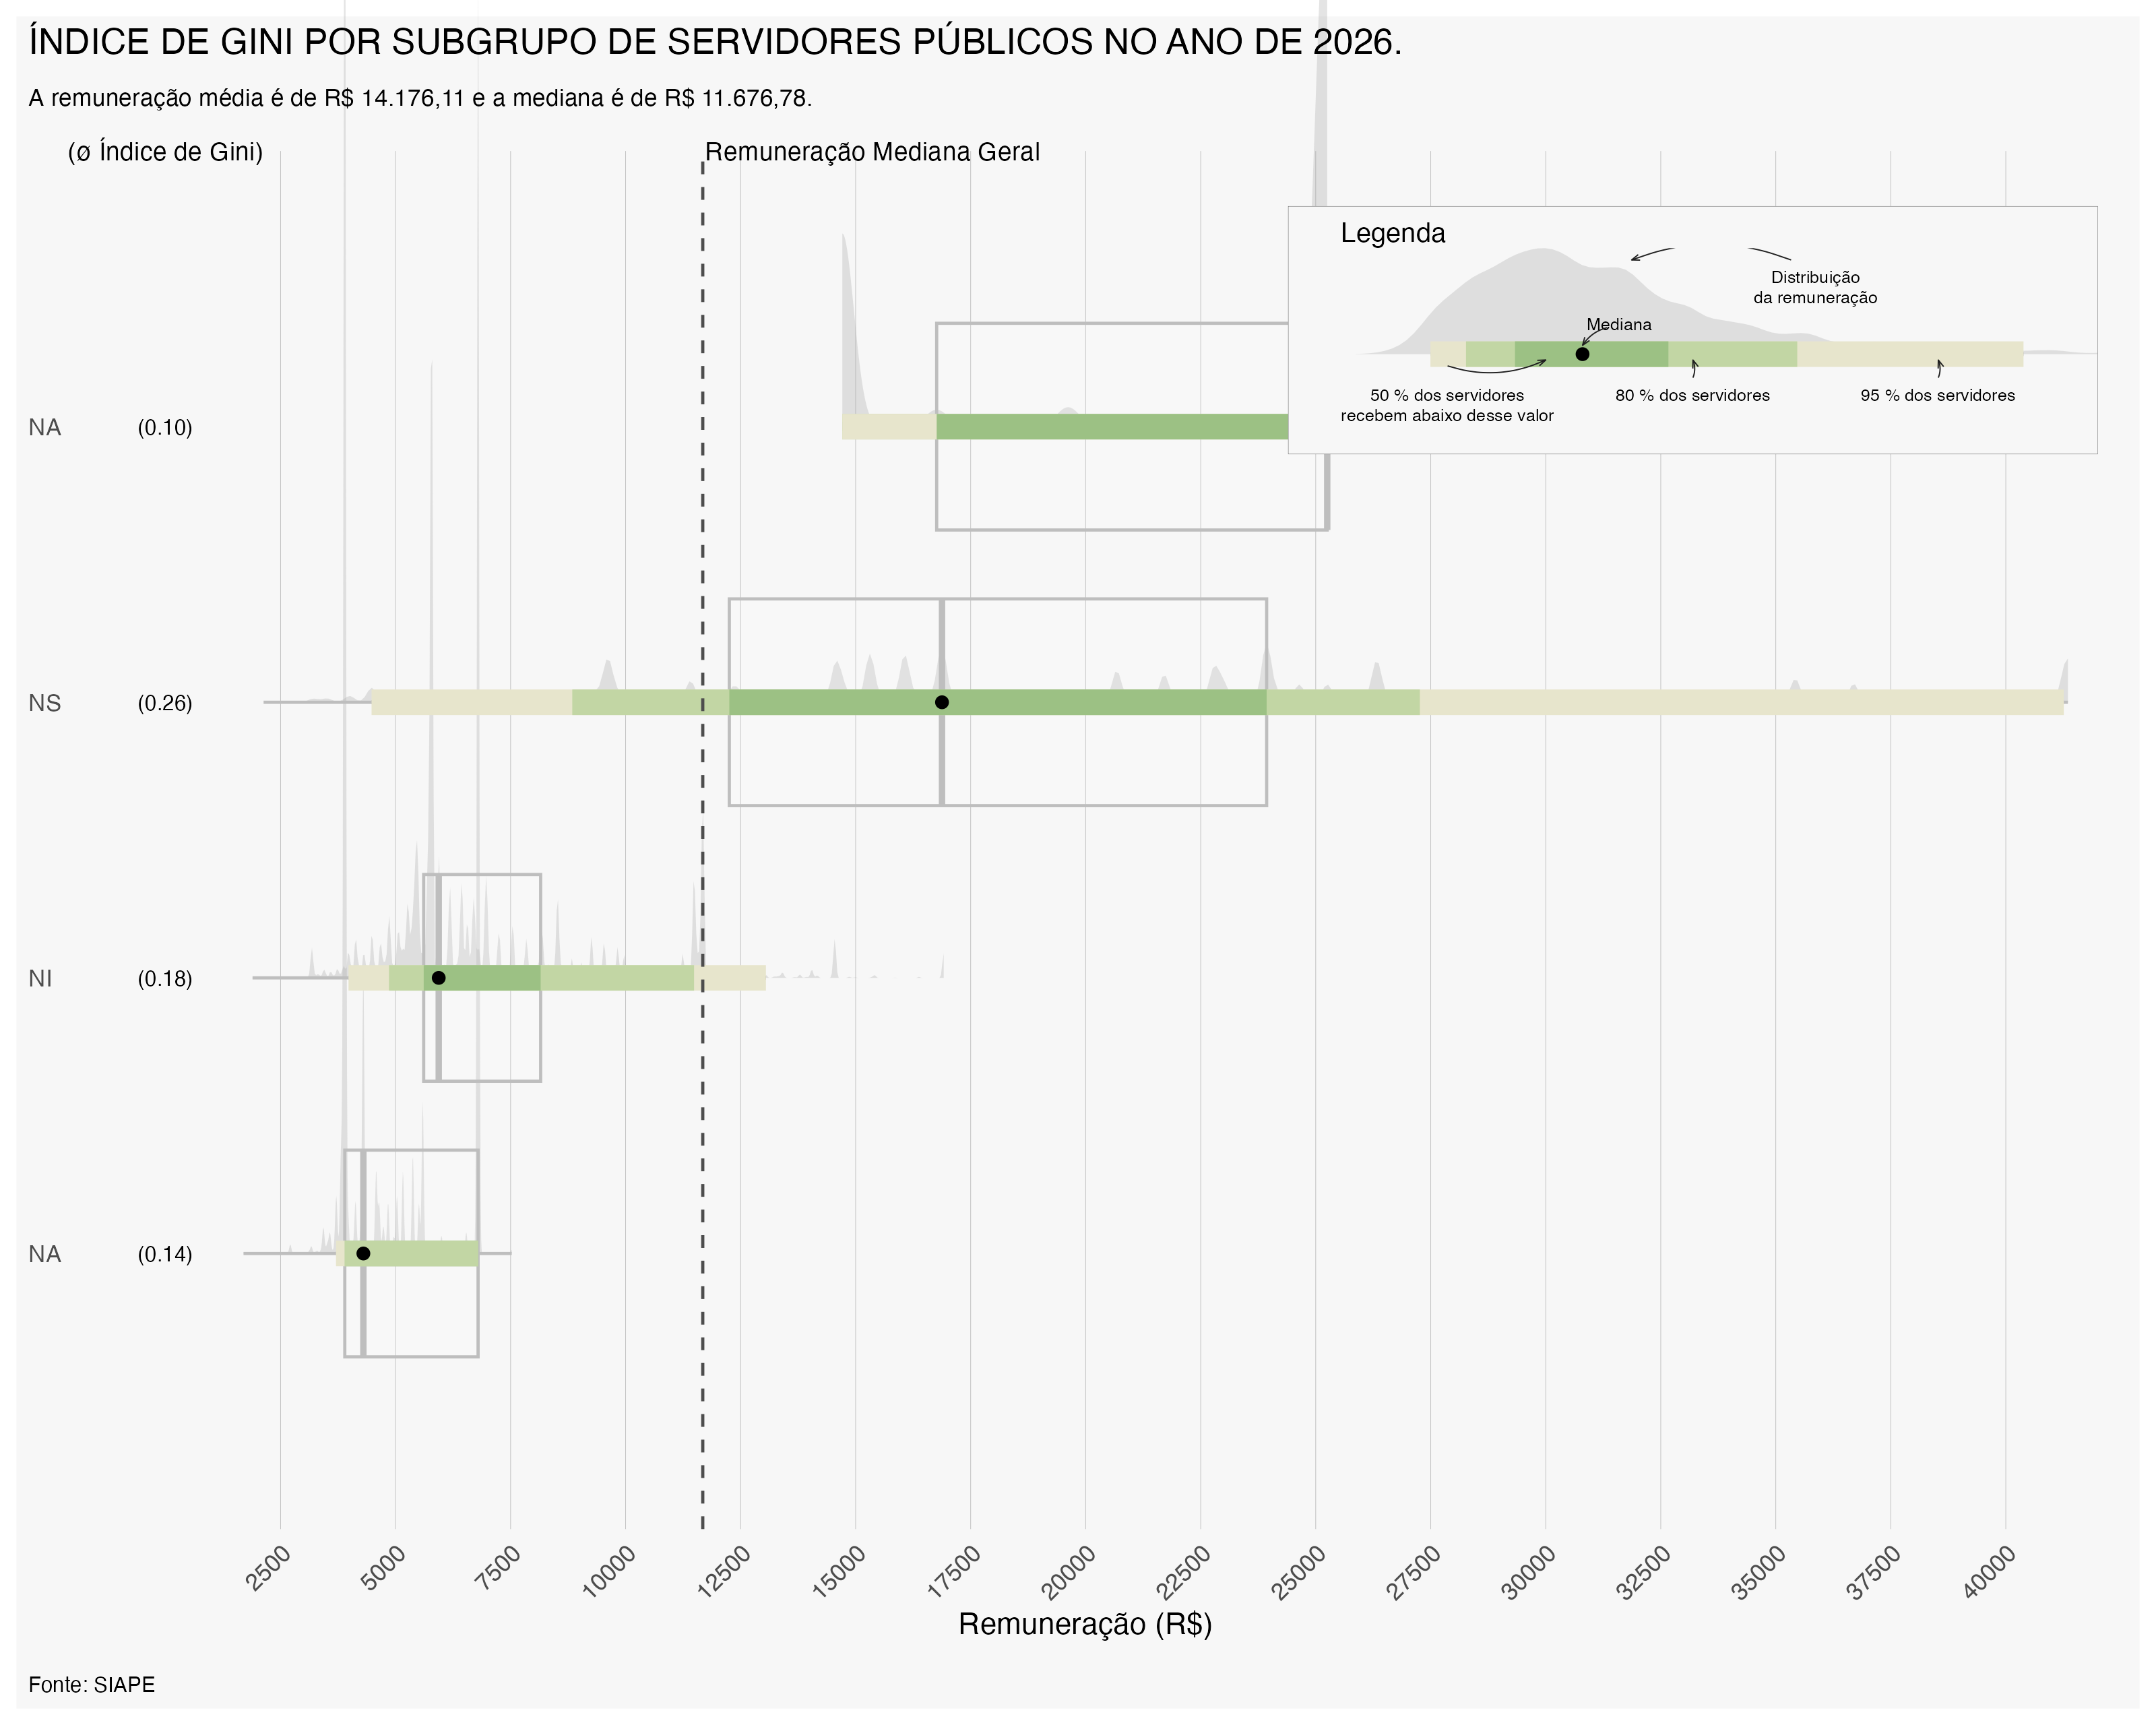 ÍNDICE DE GINI POR SUBGRUPO DE SERVIDORES PÚBLICOS NO ANO DE 2026.
A remuneração média é de R$ 14.176,11 e a mediana é de R$ 11.676,78.
(ø Índice de Gini)
Remuneração Mediana Geral
Legenda
Distribuição
da remuneração
Mediana
50 % dos servidores
recebem abaixo desse valor
80 % dos servidores
95 % dos servidores
NA (0.10)
NS (0.26)
NI (0.18)
NA (0.14)
2500 5000 7500 10000 12500 15000 17500 20000 22500 25000 27500 30000 32500 35000 37500 40000
Remuneração (R$)
Fonte: SIAPE